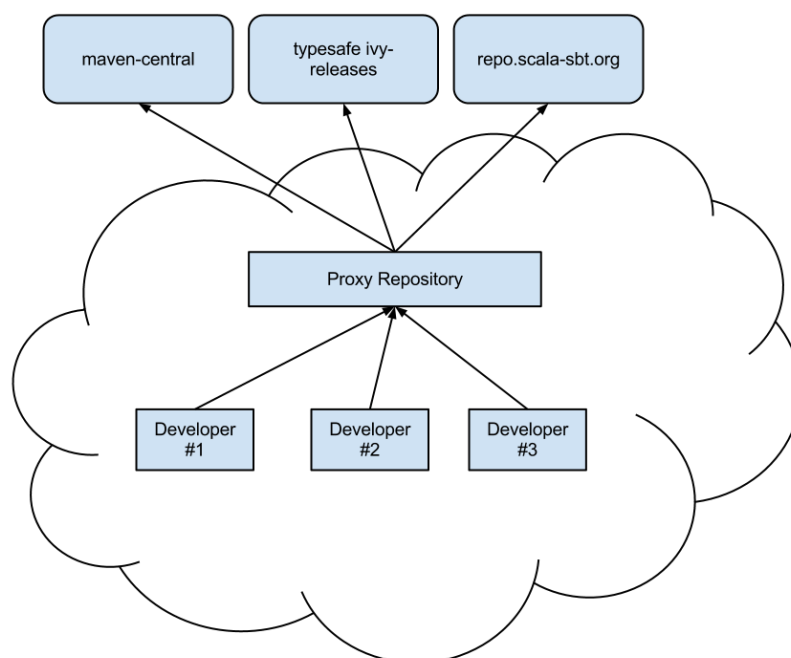 maven-central
typesafe ivy-
releases
repo.scala-sbt.org
Proxy Repository
Developer
#1
Developer
#2
Developer
#3